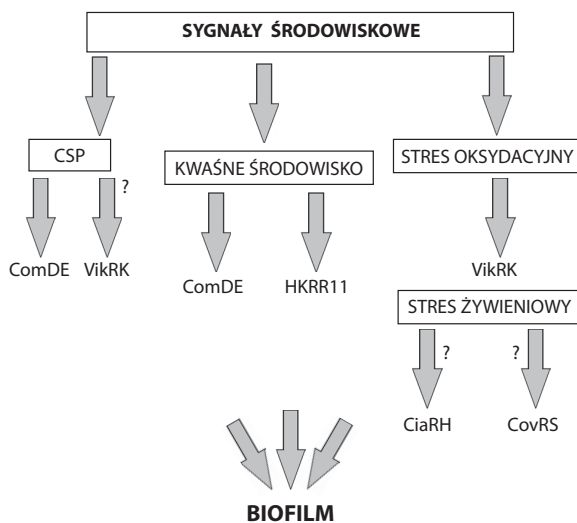 SYGNAŁY ŚRODOWISKOWE
CSP
KWAŚNE ŚRODOWISKO
STRES OKSYDACYJNY
?
ComDE
VikRK
ComDE
HKRR11
VikRK
STRES ŻYWIENIOWY
?
?
CiaRH
CovRS
BIOFILM